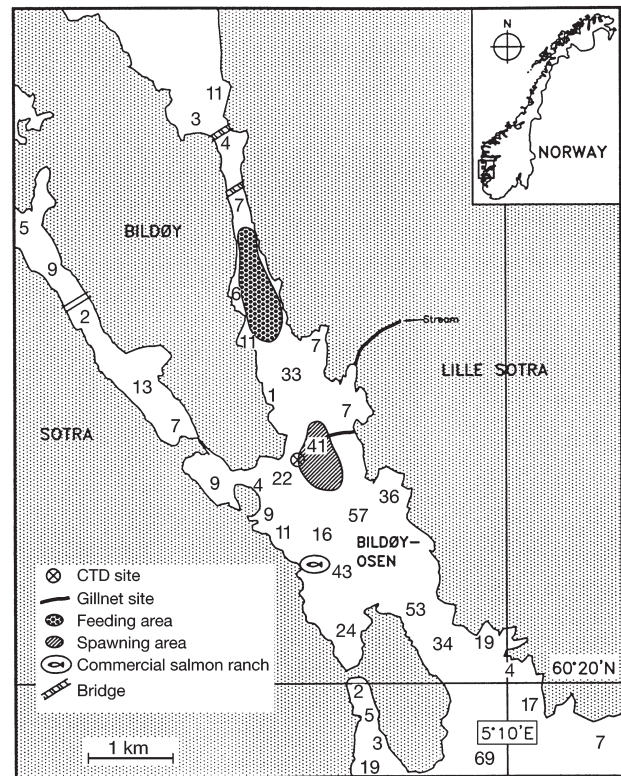 N
NORWAY
11
3
4
7
BILDØY
5
9
2
6
11
7
Stream
33
LILLE SOTRA
13
1
7
7
SOTRA
41
9
4
22
36
9
57
11
16
BILDØY-
OSEN
43
CTD site
Gillnet site
Feeding area
Spawning area
Commercial salmon ranch
Bridge
53
24
34
19
4
60°20'N
2
17
5
5°10'E
3
7
1 km
19
69